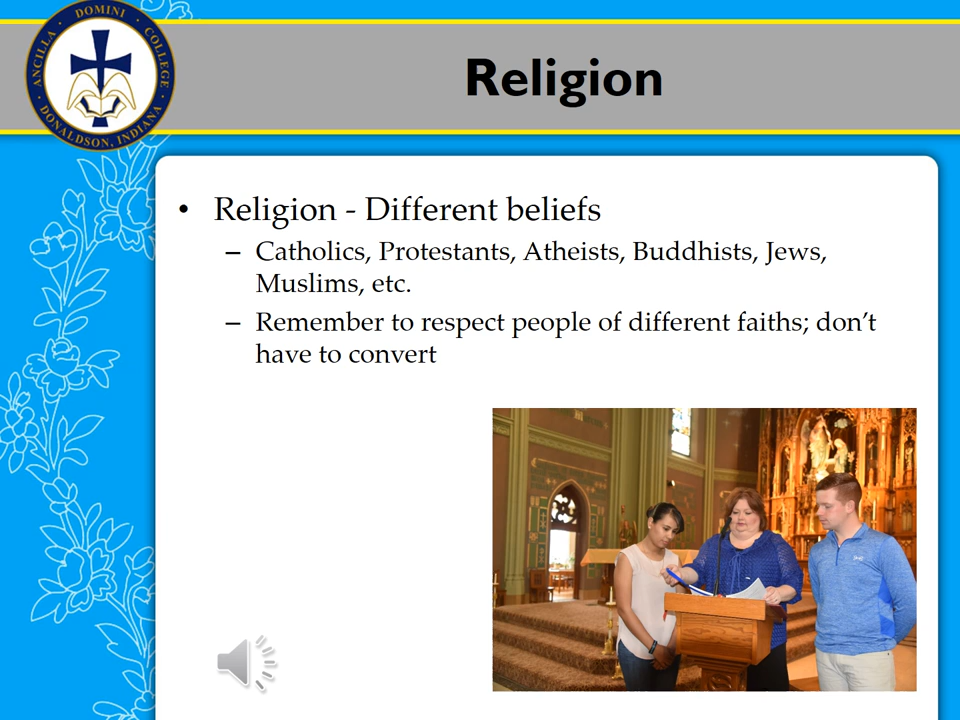 ANCILLA · DOMINI · COLLEGE
DONALDSON, INDIANA
Religion
• Religion - Different beliefs
– Catholics, Protestants, Atheists, Buddhists, Jews,
Muslims, etc.
– Remember to respect people of different faiths; don’t
have to convert